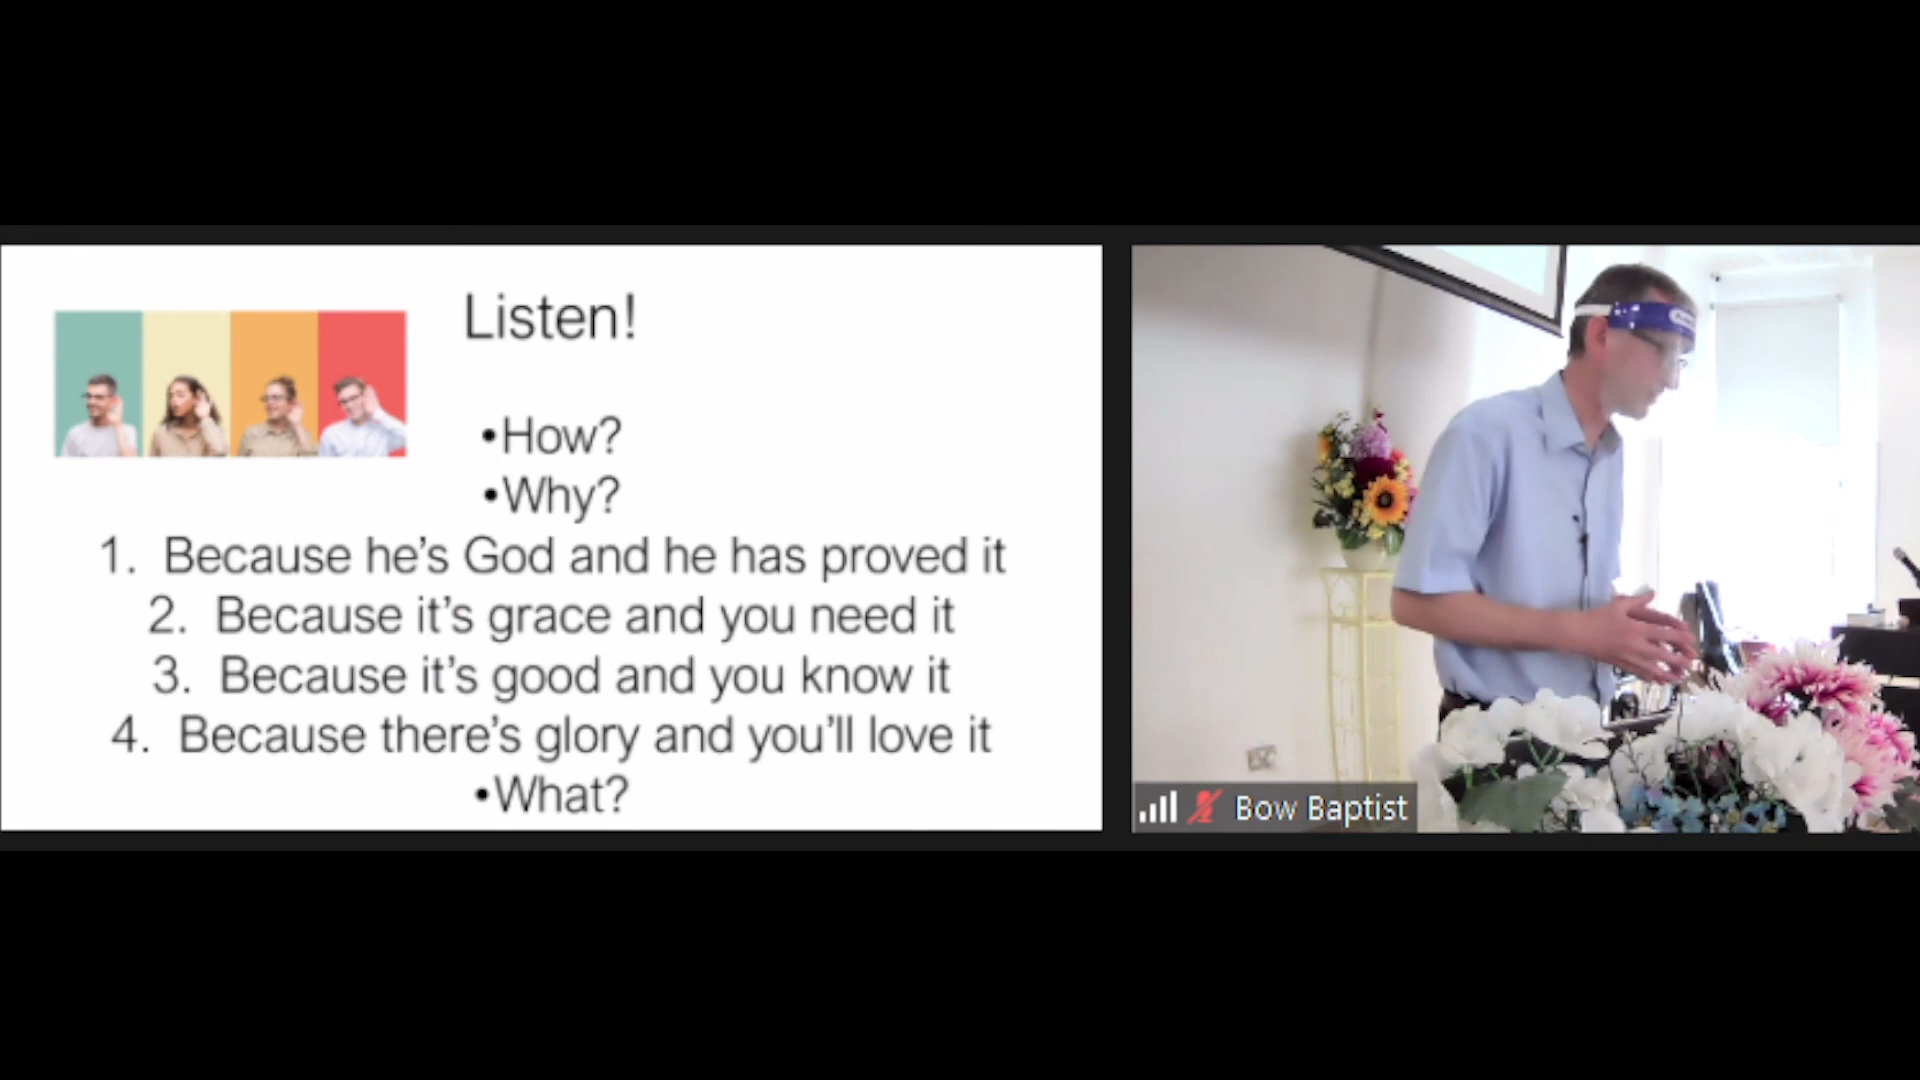 Listen!
•How?
•Why?
1. Because he's God and he has proved it
2. Because it's grace and you need it
3. Because it's good and you know it
4. Because there's glory and you'll love it
•What?
Bow Baptist